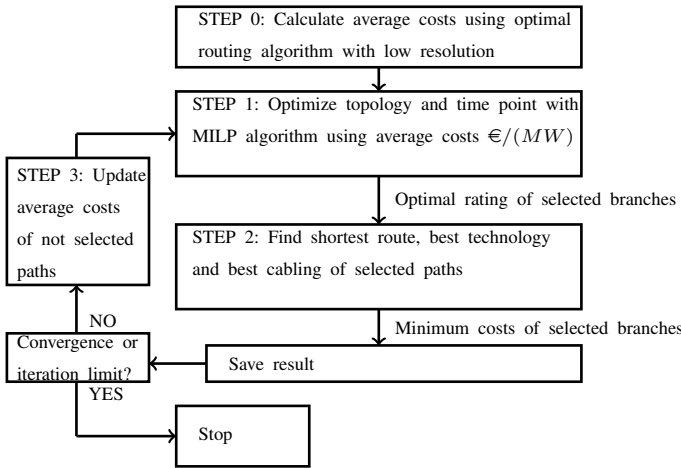 STEP 0: Calculate average costs using optimal
routing algorithm with low resolution
STEP 1: Optimize topology and time point with
MILP algorithm using average costs €/(MW)
STEP 3: Update
average costs
of not selected
paths
Optimal rating of selected branches
STEP 2: Find shortest route, best technology
and best cabling of selected paths
NO
Minimum costs of selected branches
Convergence or
iteration limit?
Save result
YES
Stop